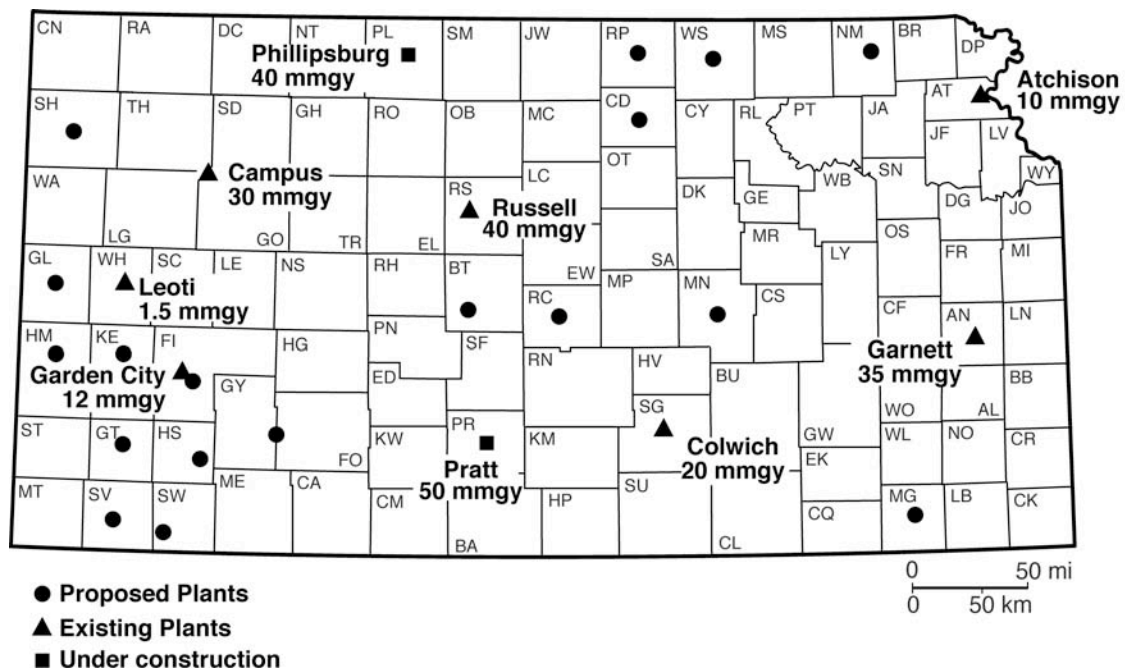 CN RA DC NT PL SM JW RP WS MS NM BR DP
Phillipsburg
40 mmgy
Atchison
10 mmgy
SH TH SD GH RO OB MC CD CY RL PT JA AT
JF LV
OT
Campus
30 mmgy
WA LG GO TR EL RS LC DK GE WB SN WY
Russell
40 mmgy
DG JO
MR OS
EW SA LY FR MI
GL WH SC LE NS RH BT RC MP MN CS
Leoti
1.5 mmgy
CF AN LN
HM KE FI HG PN SF RN HV BU
Garnett
35 mmgy
Garden City
12 mmgy
GY ED BB
ST GT HS FO KW PR KM SG GW WO AL
WL NO CR
Pratt
50 mmgy
Colwich
20 mmgy
EK
MT SV SW ME CA CM BA HP SU CL CQ MG LB CK
0 50 mi
0 50 km
Proposed Plants
Existing Plants
Under construction